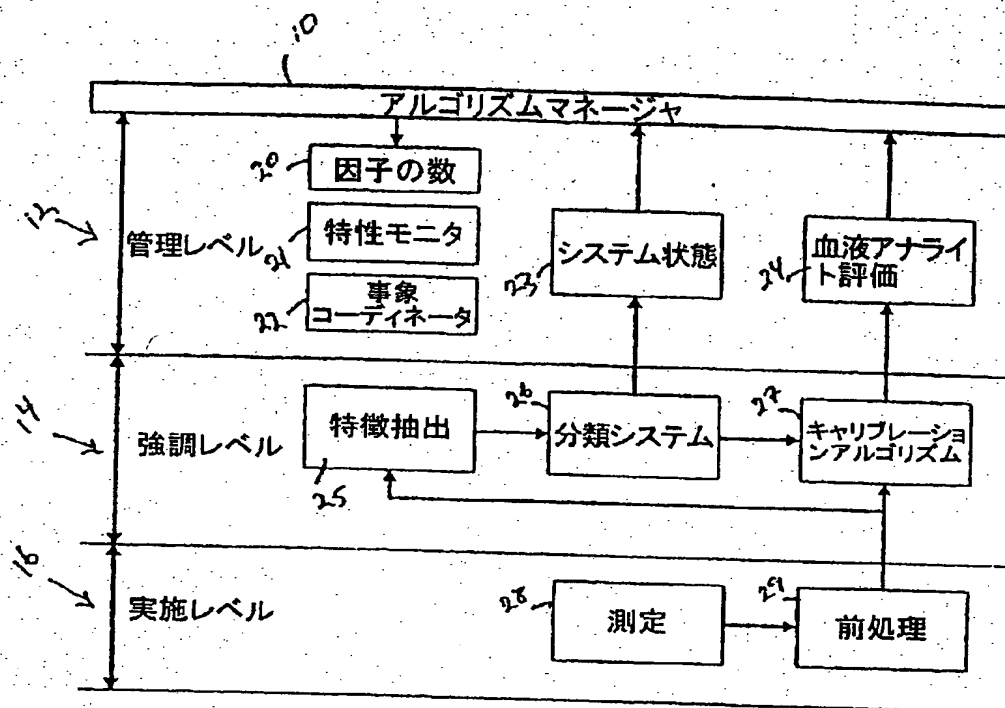 10
アルゴリズムマネージャ
20
因子の数
12
管理レベル
21
特性モニタ
22
事象
コーディネータ
23
システム状態
24
血液アナライ
ト評価
14
強調レベル
特徴抽出
25
26
分類システム
27
キャリブレーショ
ンアルゴリズム
16
実施レベル
28
測定
29
前処理